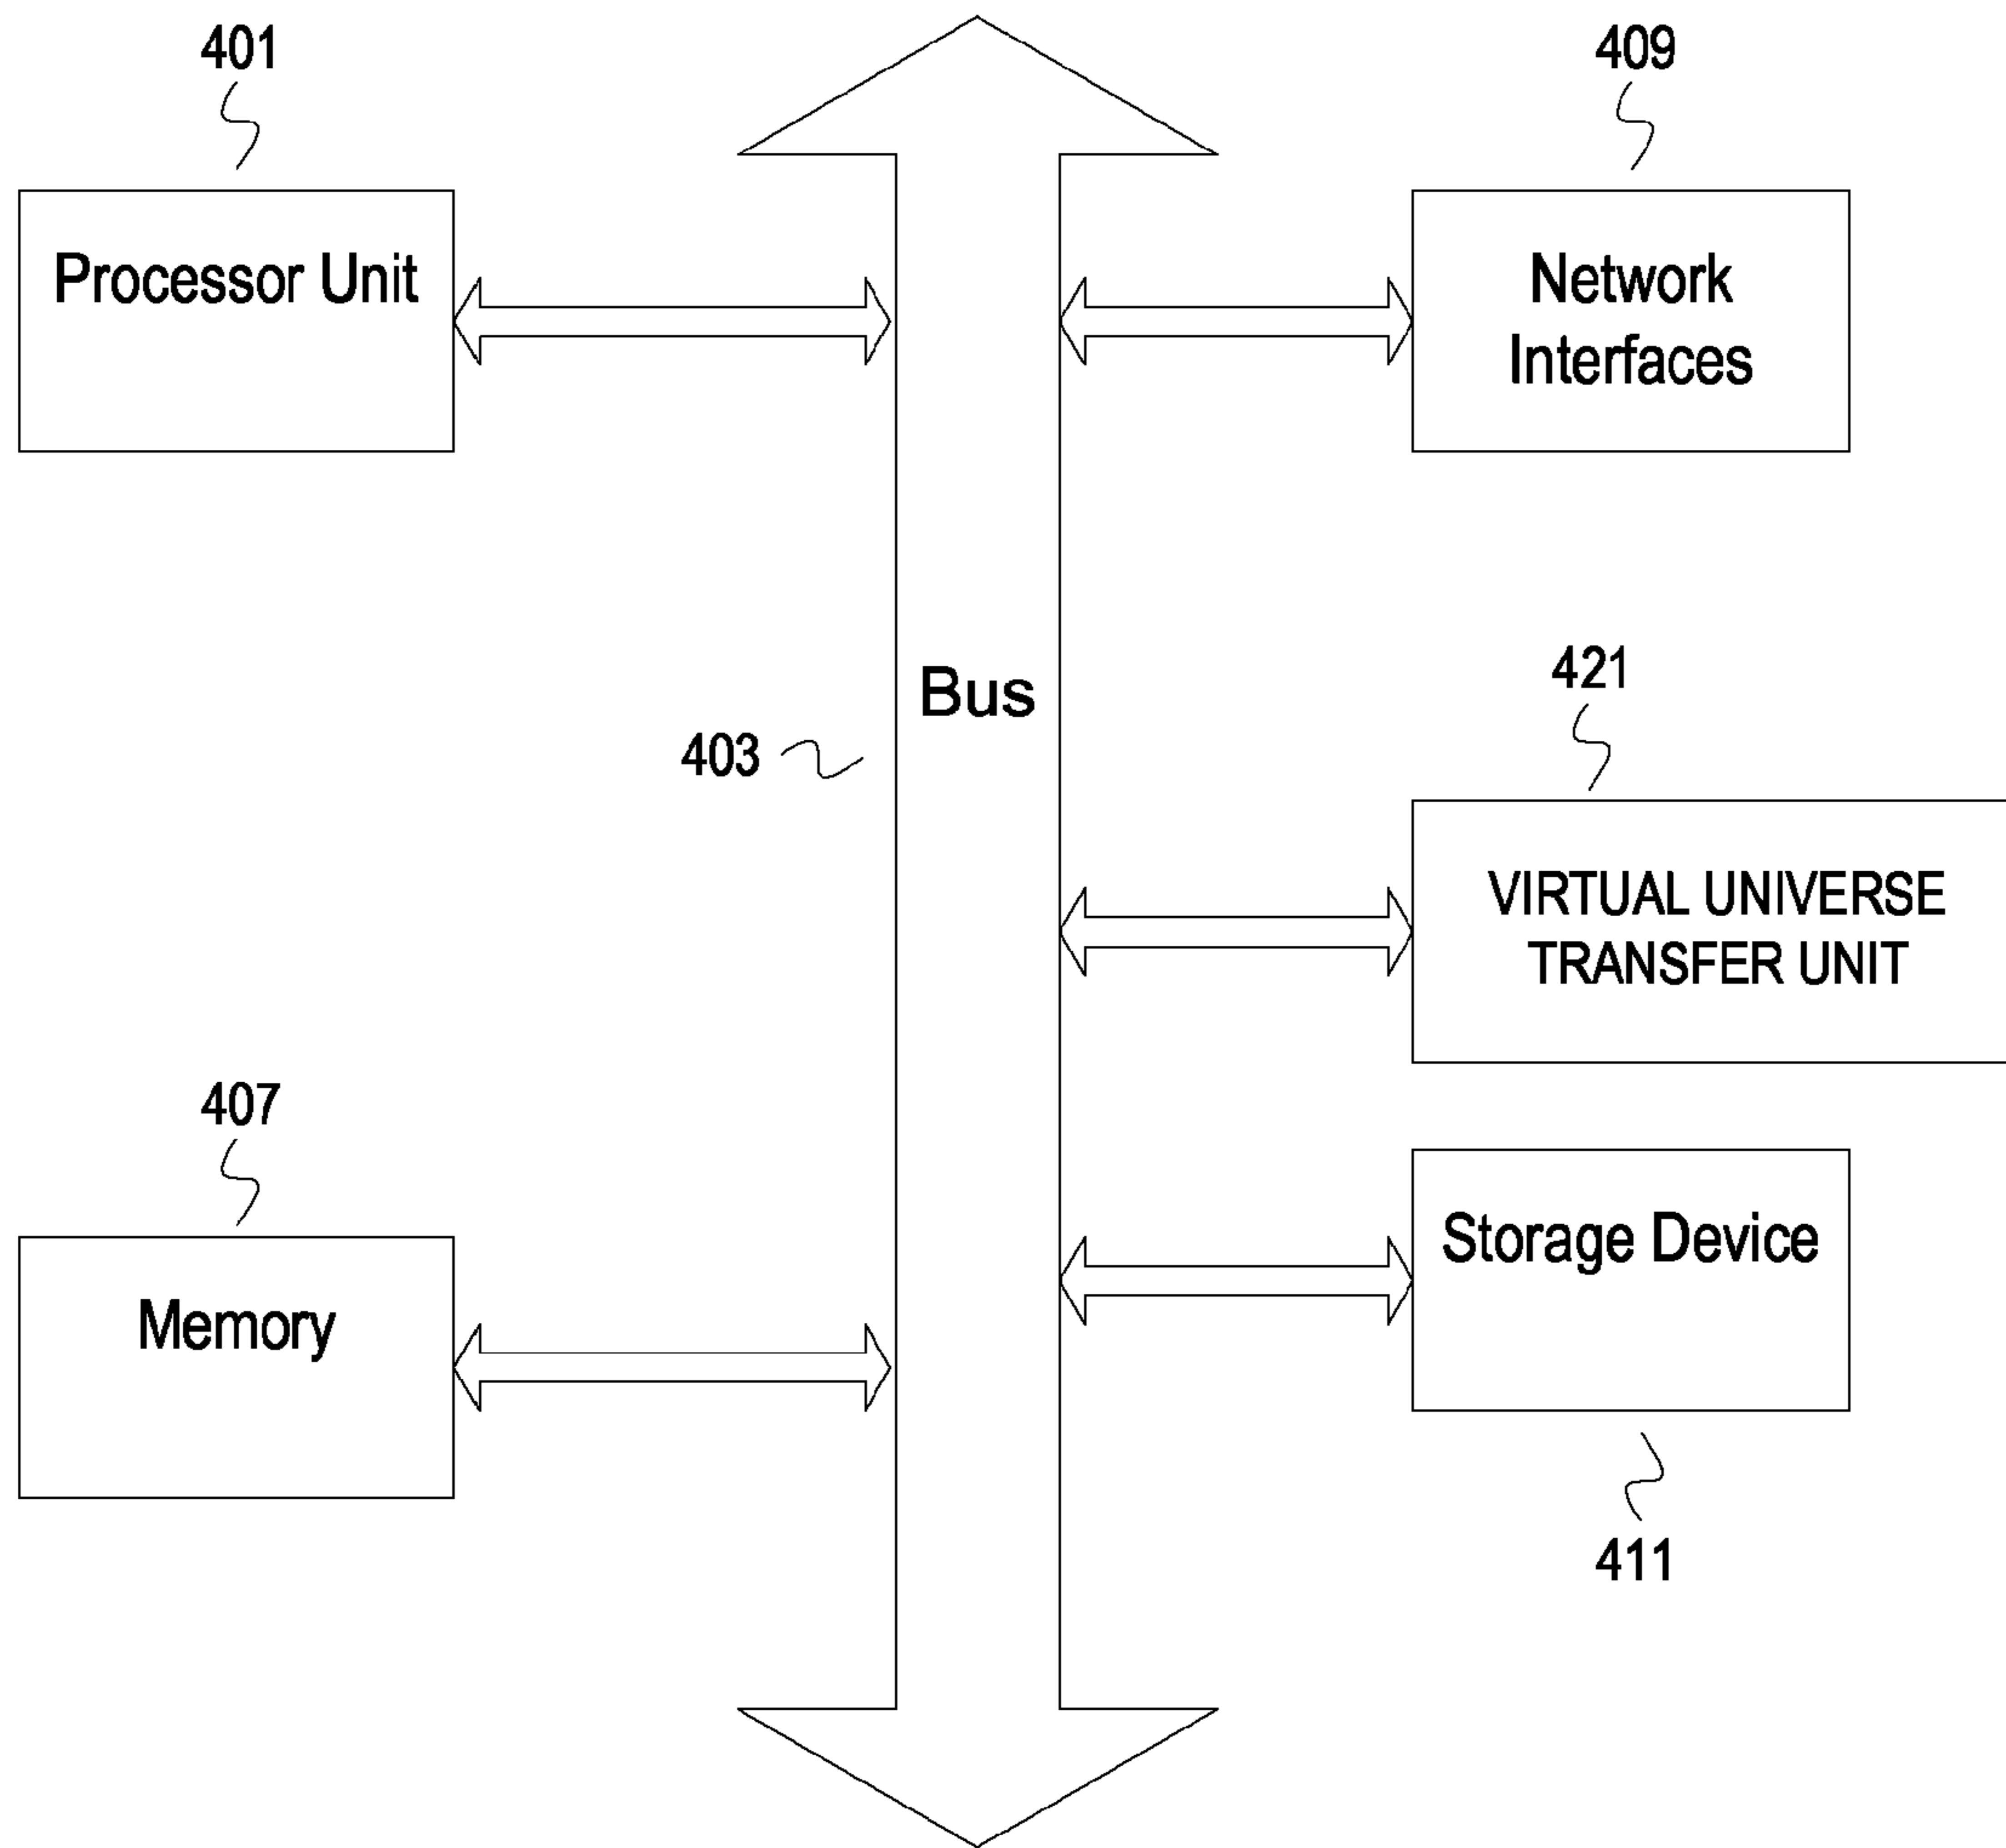 401
409
Processor Unit
Network
Interfaces
Bus
421
403
VIRTUAL UNIVERSE
TRANSFER UNIT
407
Storage Device
Memory
411